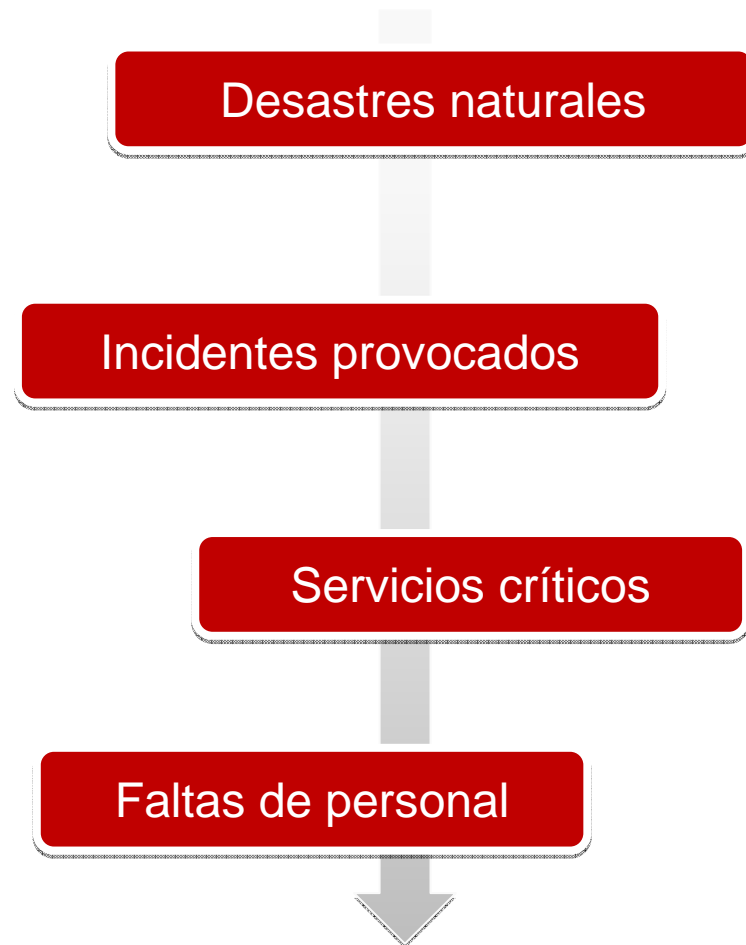 Desastres naturales
Incidentes provocados
Servicios críticos
Faltas de personal